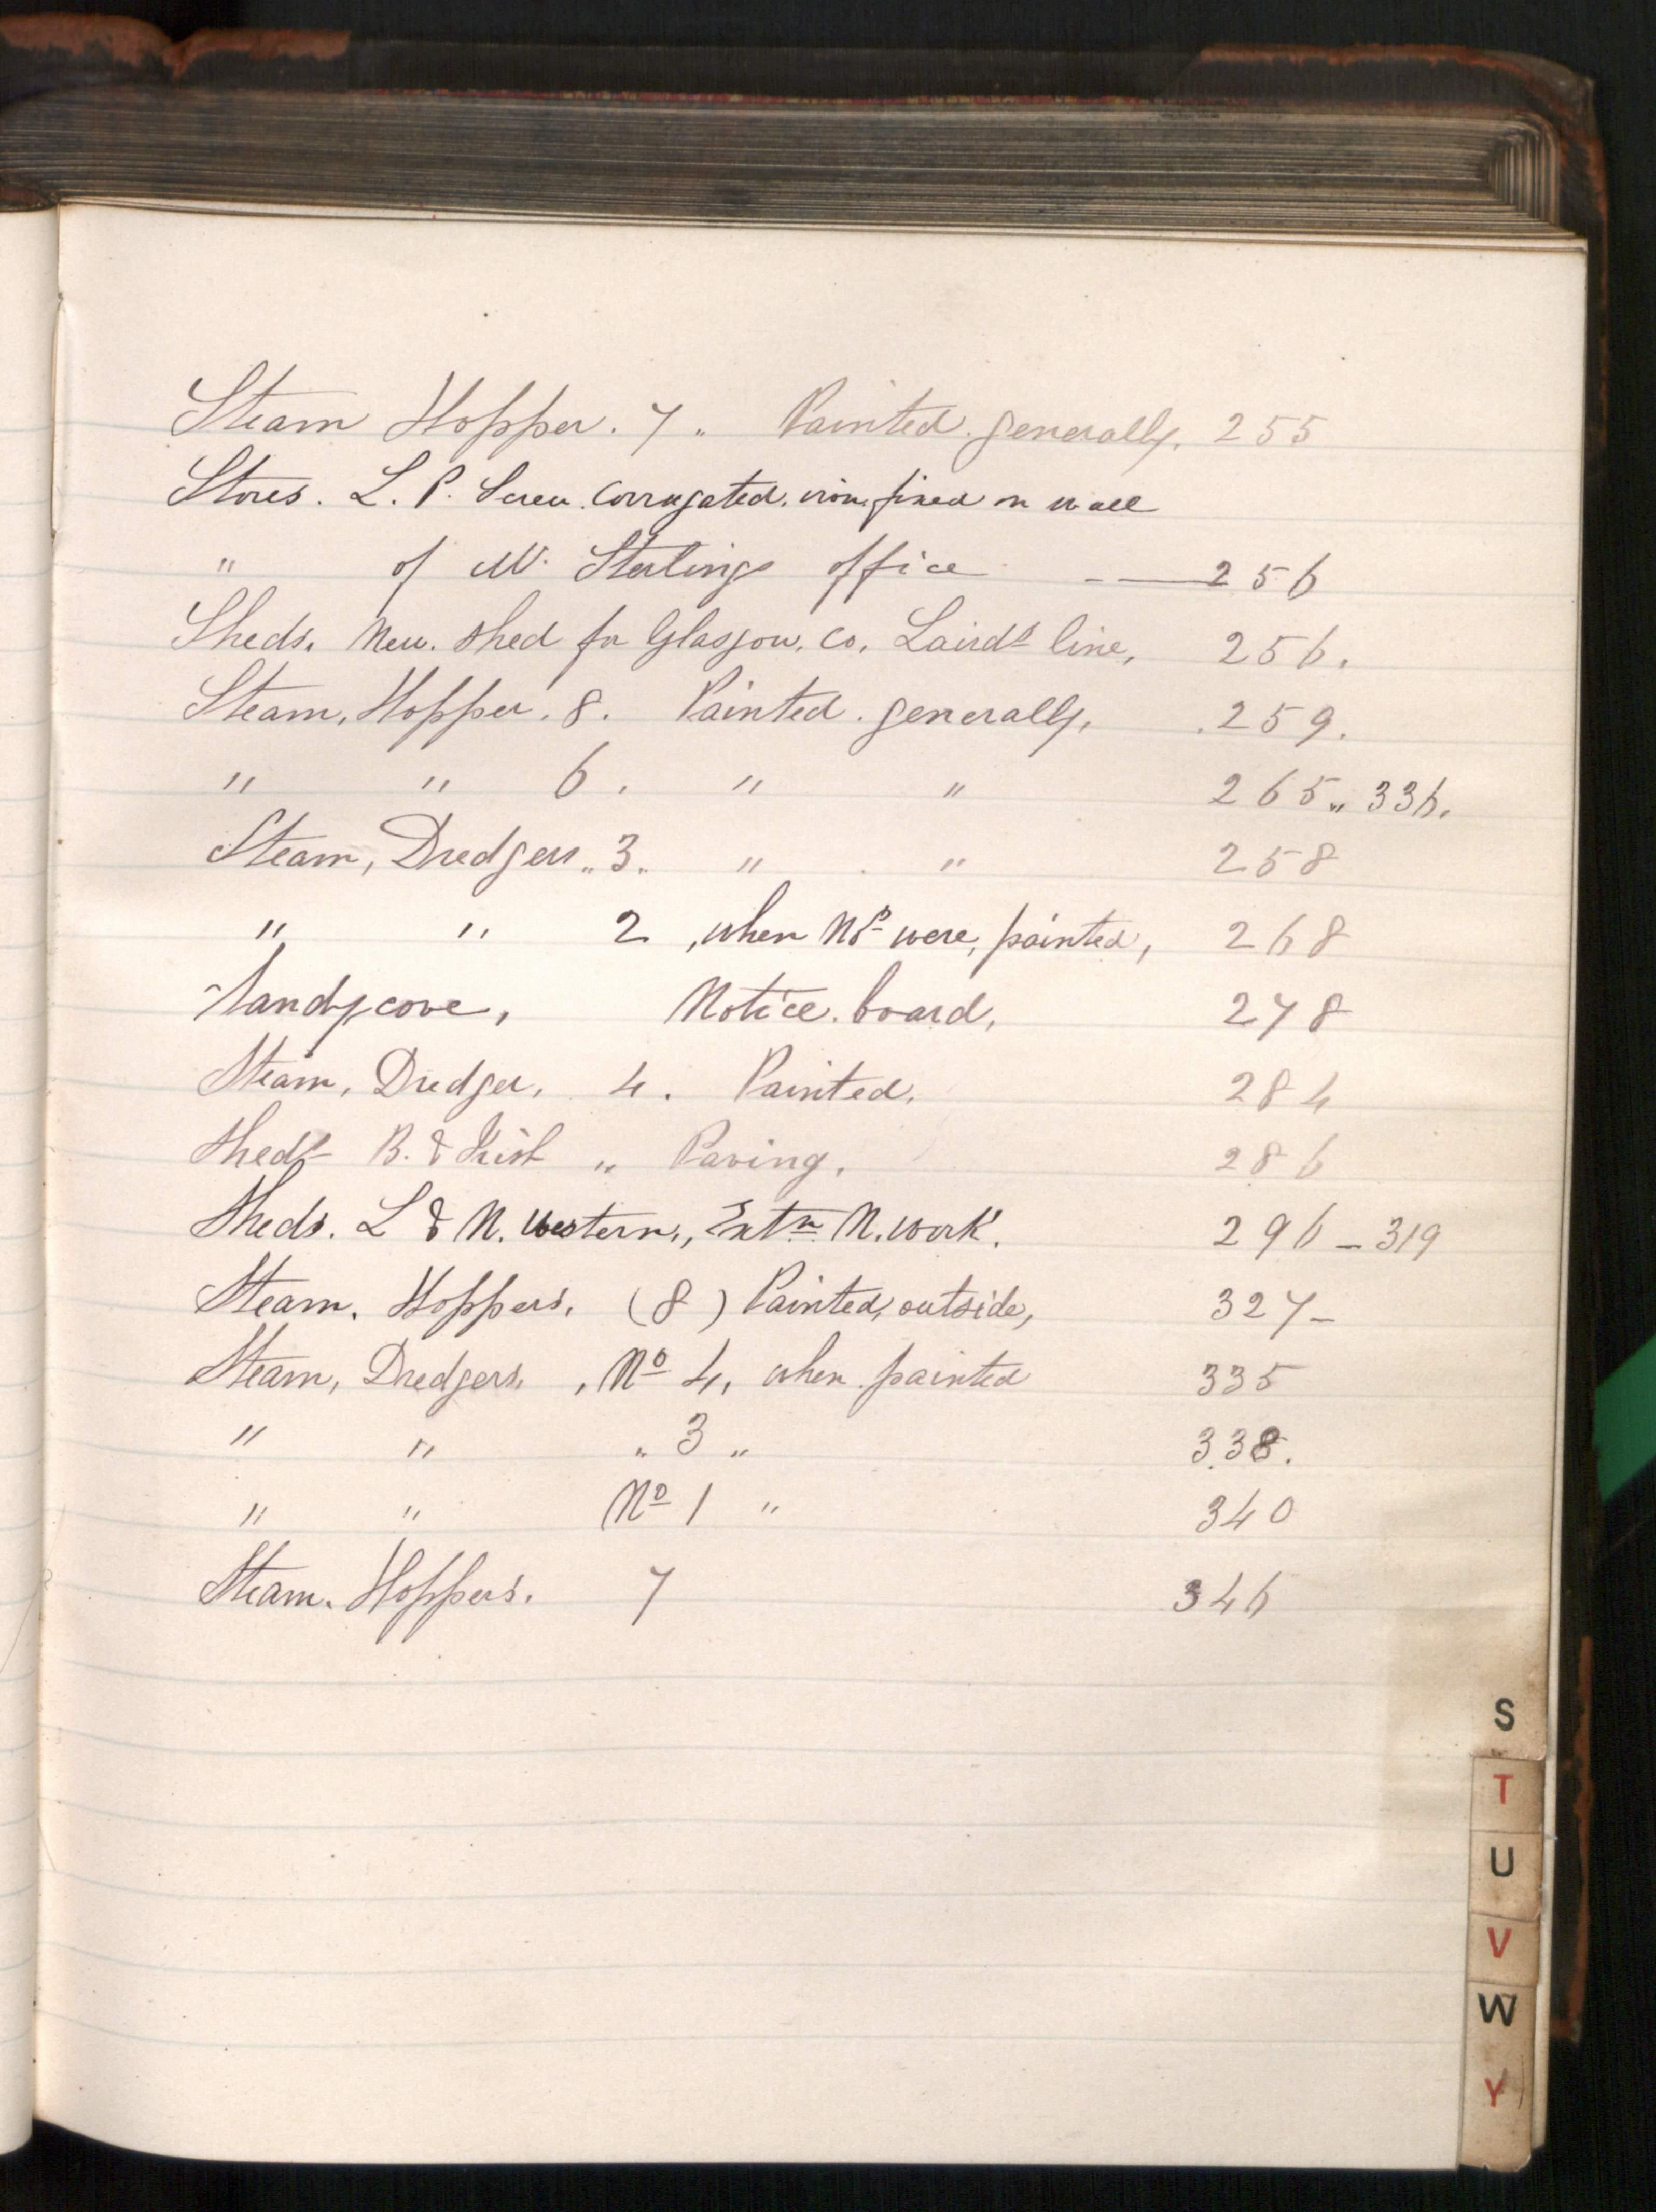 Steam Hopper. 7 „ Painted. generally. 255
Stores. L. P. Screw. Corrugated. iron, fixed on wall
" of Mr. Sterlings office — 256
Sheds. New. Shed for Glasgow. Co. Lairds line, 256.
Steam, Hopper. 8. Painted. generally, .259.
" " 6. " " 265 „ 336.
Steam, Dredgers „ 3 „ " " 258
" " 2, when Nos were, painted, 268
Sandycove, Notice. board, 278
Steam, Dredger, 4. Painted. 284
Sheds B. & Irish „ Paving, 286
Sheds. L & N. Western, Extn N. work. 296 – 319
Steam. Hoppers. (8) Painted, outside, 327 –
Steam, Dredgers, No 4, when painted 335
" " „ 3 „ 338.
" " No 1 " 340
Steam. Hoppers. 7 346
S
T
U
V
W
Y